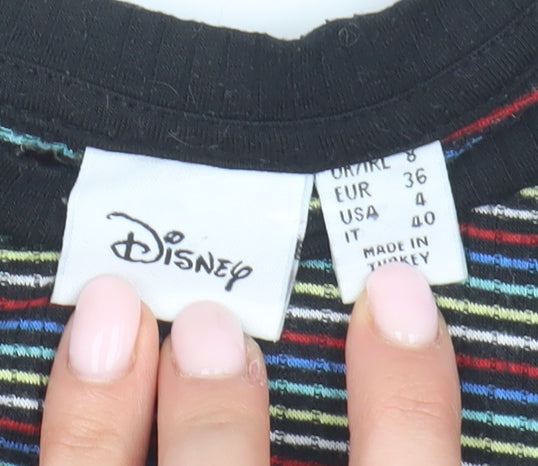 Disney
UK/IRL 8
EUR 36
USA 4
IT 40
MADE IN
TURKEY